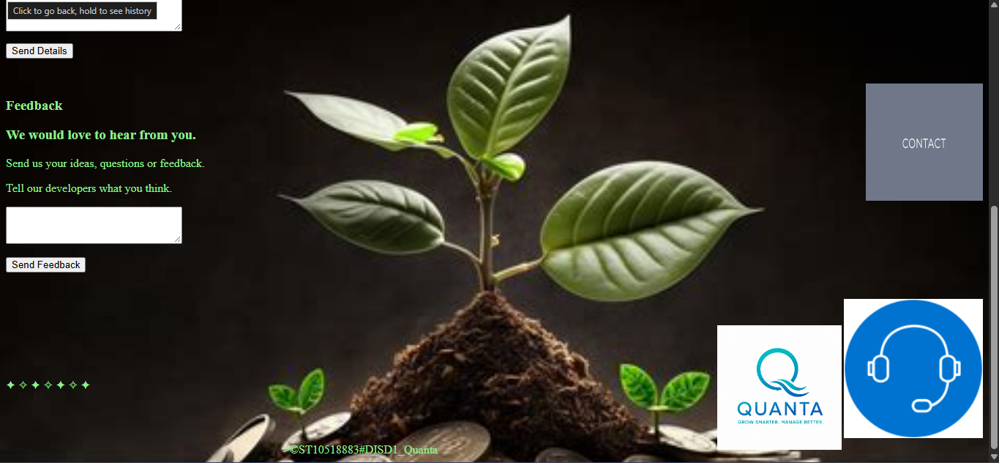 Click to go back, hold to see history
Send Details
Feedback
We would love to hear from you.
Send us your ideas, questions or feedback.
Tell our developers what you think.
Send Feedback
CONTACT
QUANTA
GROW SMARTER. MANAGE BETTER.
✦ ✧ ✦ ✧ ✦ ✧ ✦
©ST10518883#DISD1_Quanta